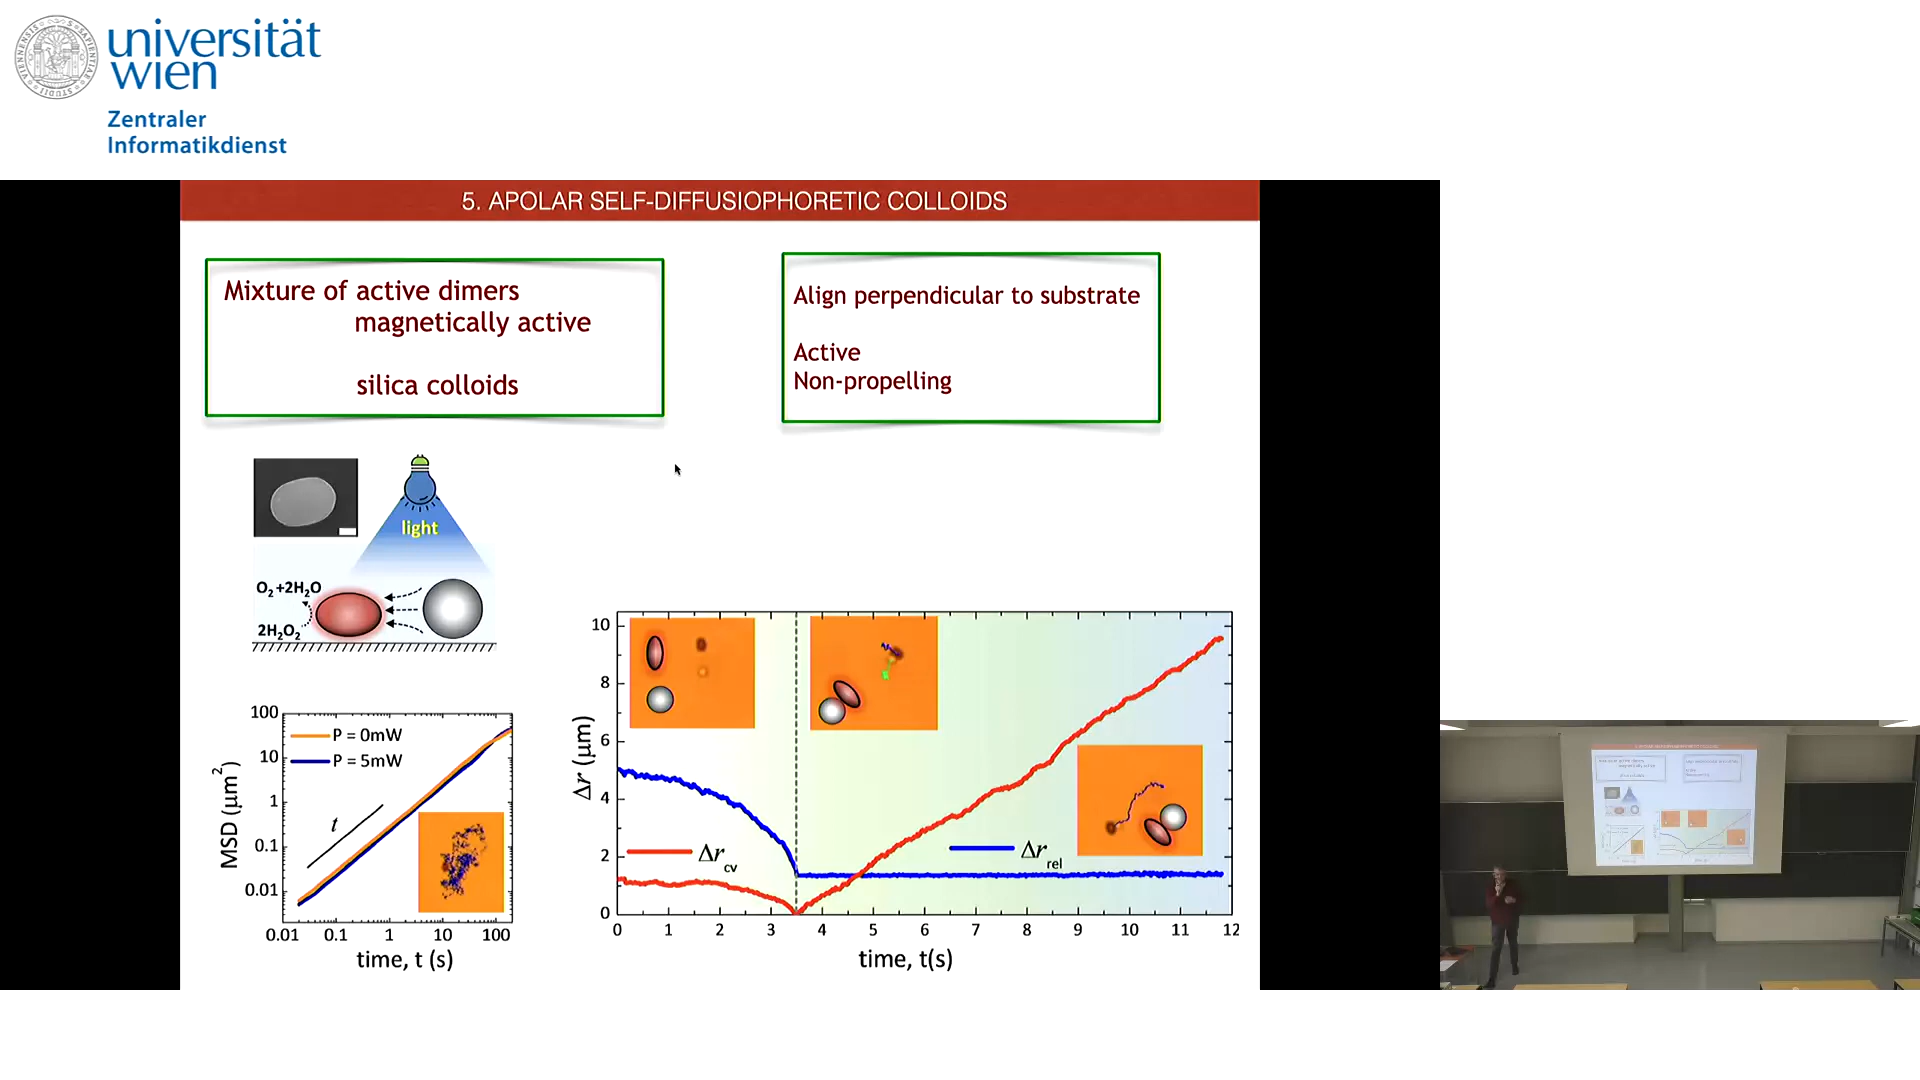 universität
wien
Zentraler
Informatikdienst
5. APOLAR SELF-DIFFUSIOPHORETIC COLLOIDS
Mixture of active dimers
magnetically active
silica colloids
Align perpendicular to substrate
Active
Non-propelling
light
O₂+2H₂O
2H₂O₂
MSD (μm²)
100
10
1
0.1
0.01
P = 0mW
P = 5mW
t
0.01 0.1 1 10 100
time, t (s)
Δr (μm)
10
8
6
4
2
0
Δr_cv
Δr_rel
0 1 2 3 4 5 6 7 8 9 10 11 12
time, t(s)